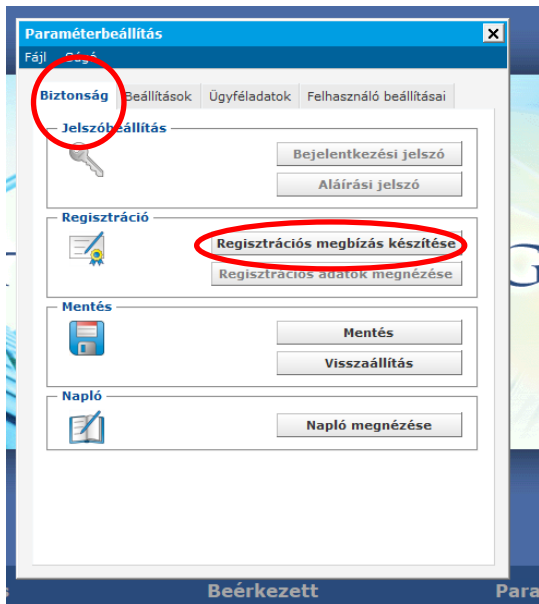 Paraméterbeállítás
Fájl Súgó
Biztonság Beállítások Ügyféladatok Felhasználó beállításai
Jelszóbeállítás
Bejelentkezési jelszó
Aláírási jelszó
Regisztráció
Regisztrációs megbízás készítése
Regisztrációs adatok megnézése
Mentés
Mentés
Visszaállítás
Napló
Napló megnézése
Beérkezett